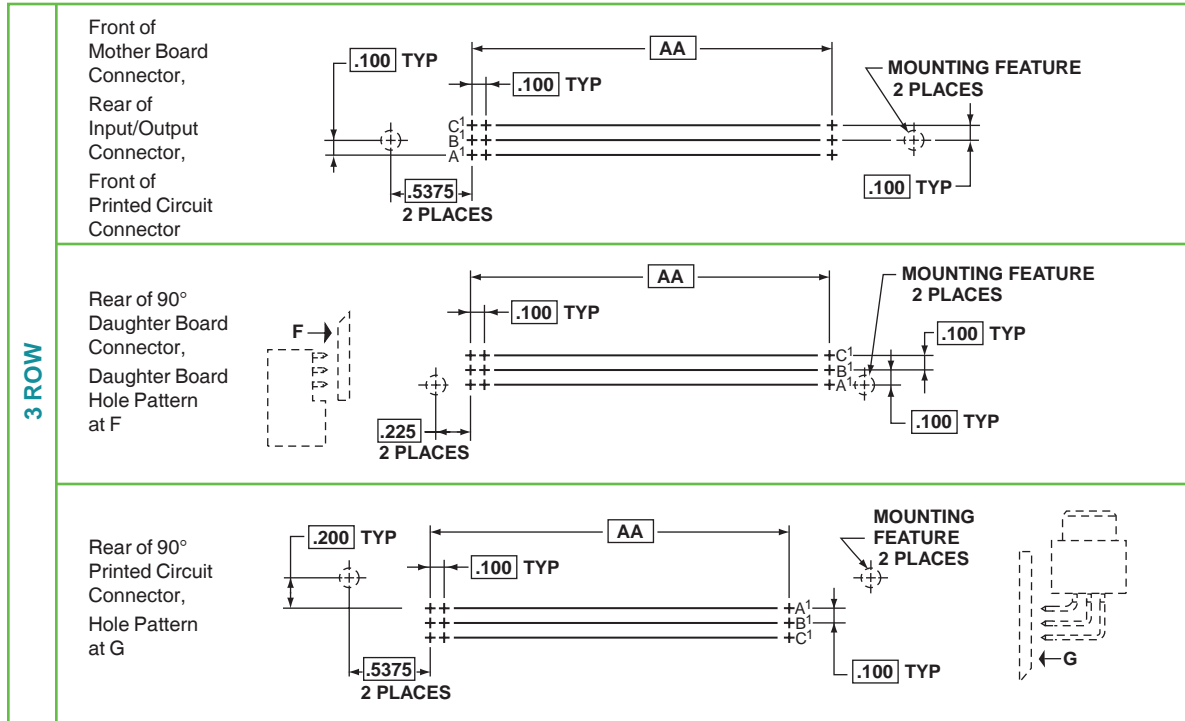 3 ROW
Front of
Mother Board
Connector,
Rear of
Input/Output
Connector,
Front of
Printed Circuit
Connector
.100 TYP
.100 TYP
AA
MOUNTING FEATURE
2 PLACES
C1
B1
A1
.5375
2 PLACES
.100 TYP
Rear of 90°
Daughter Board
Connector,
Daughter Board
Hole Pattern
at F
F
AA
.100 TYP
MOUNTING FEATURE
2 PLACES
.100 TYP
C1
B1
A1
.225
2 PLACES
.100 TYP
Rear of 90°
Printed Circuit
Connector,
Hole Pattern
at G
.200 TYP
.100 TYP
AA
MOUNTING
FEATURE
2 PLACES
A1
B1
C1
.5375
2 PLACES
.100 TYP
G